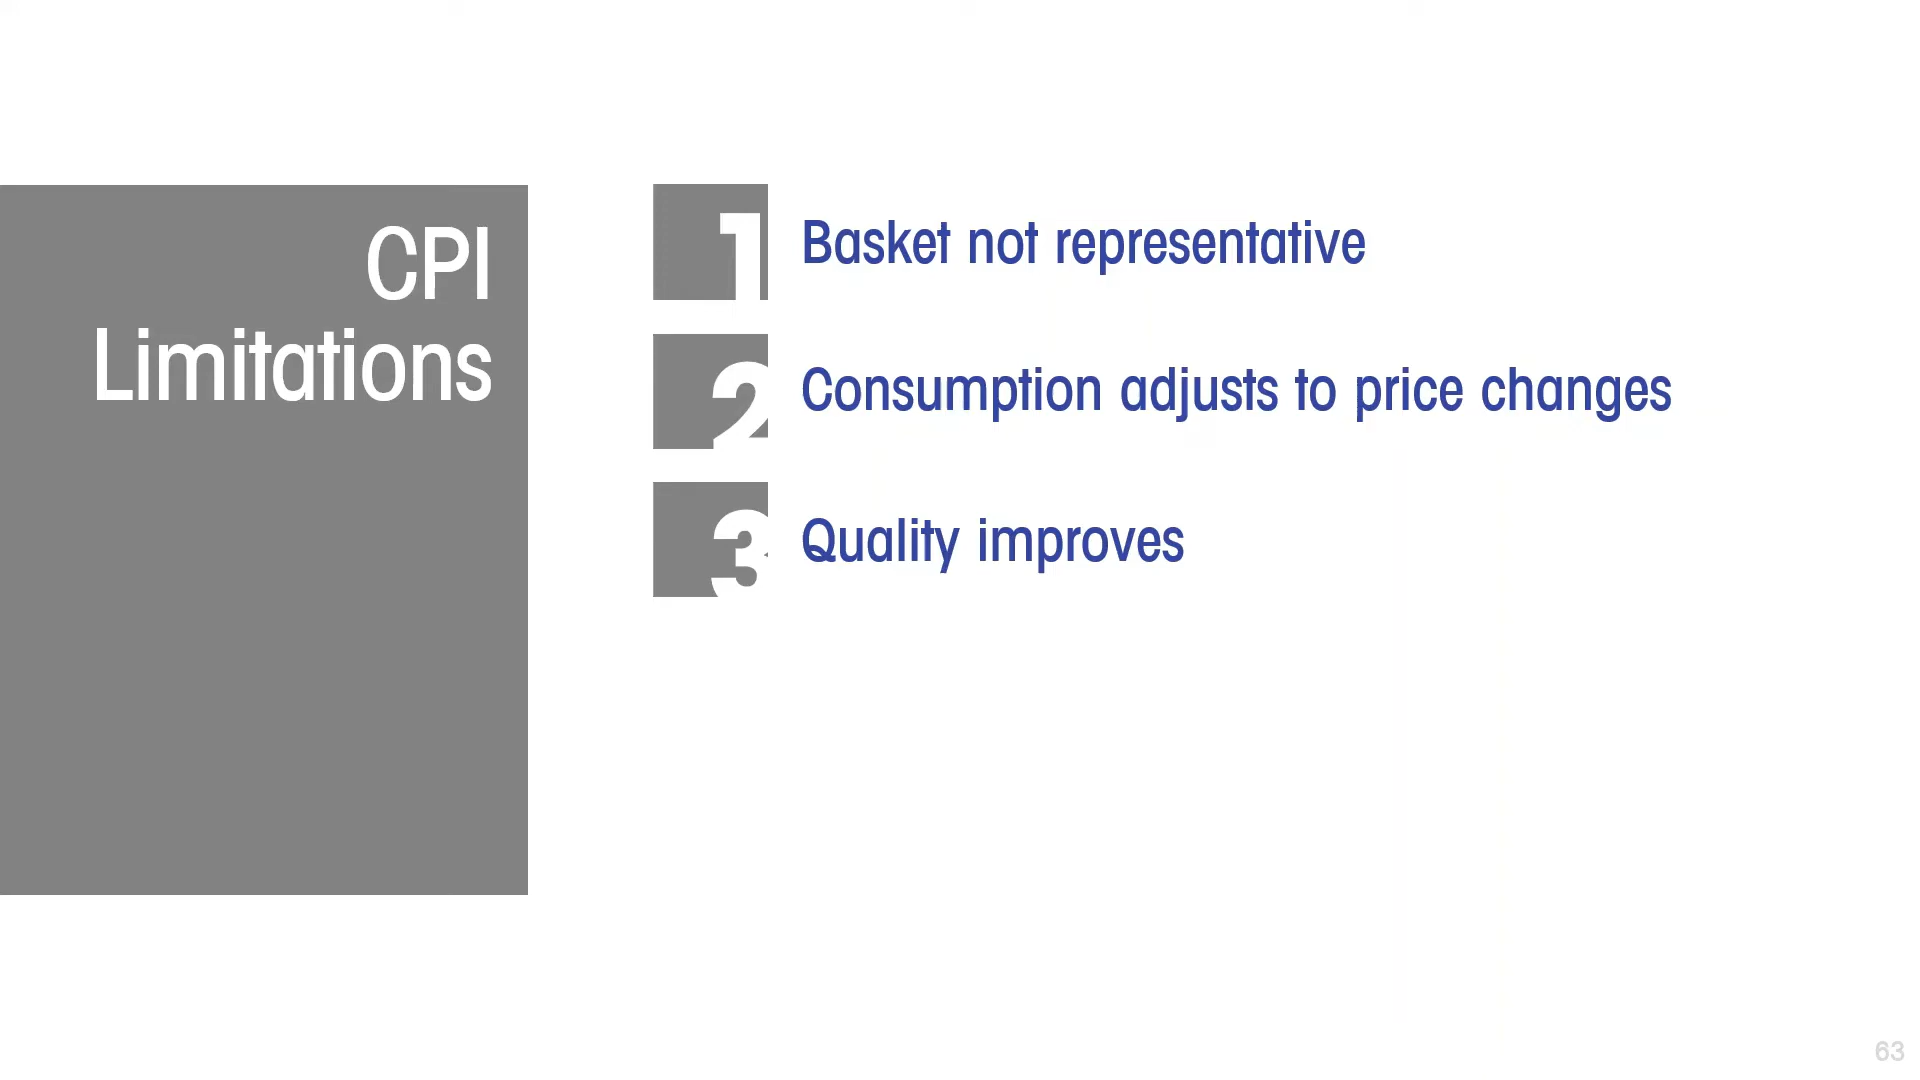 CPI
Limitations
1 Basket not representative
2 Consumption adjusts to price changes
3 Quality improves
63